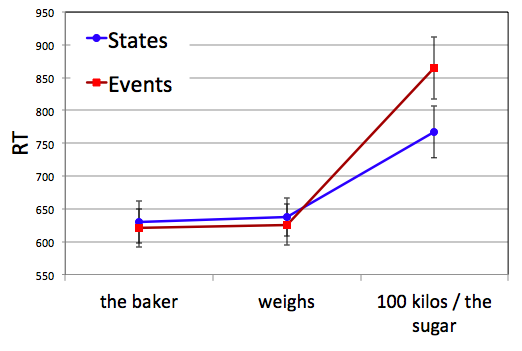 950
900
850
800
750
700
650
600
550
RT
States
Events
the baker
weighs
100 kilos / the
sugar